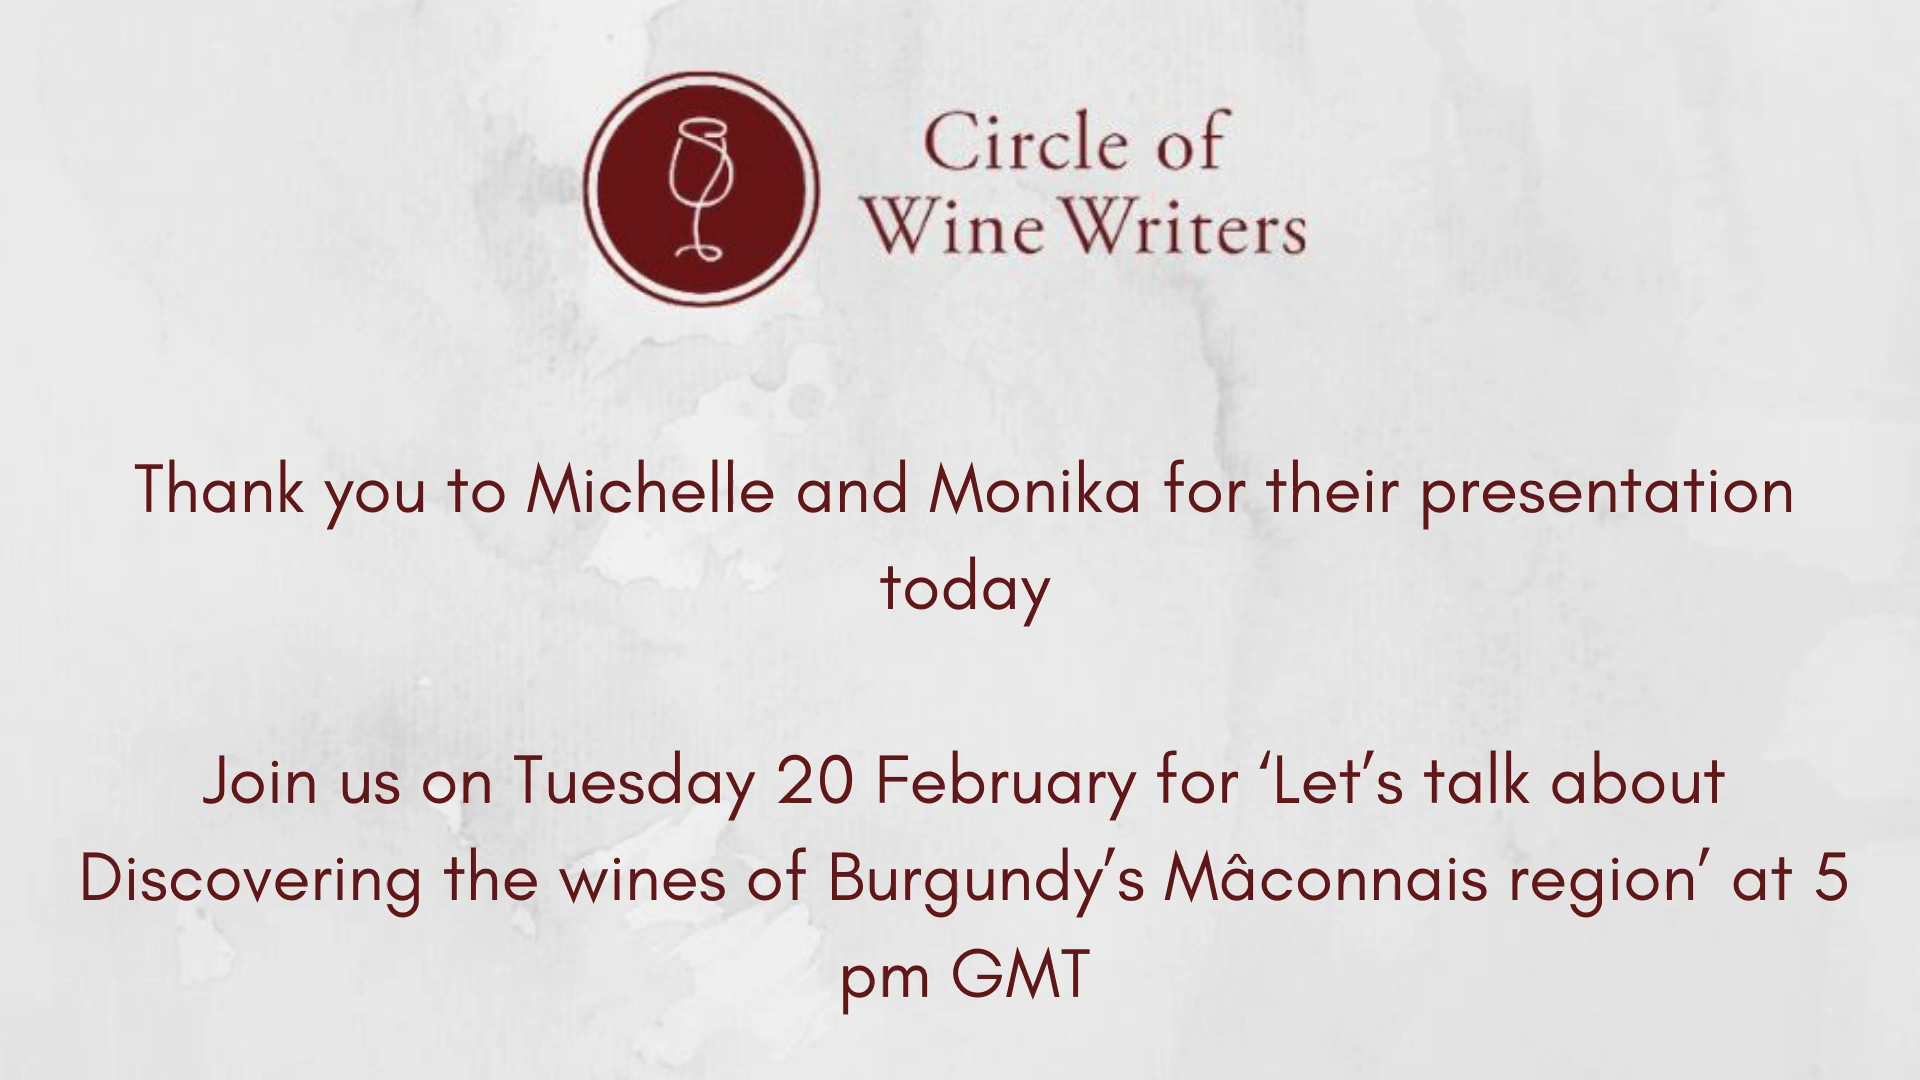 Circle of
Wine Writers
Thank you to Michelle and Monika for their presentation
today
Join us on Tuesday 20 February for ‘Let’s talk about
Discovering the wines of Burgundy’s Mâconnais region’ at 5
pm GMT